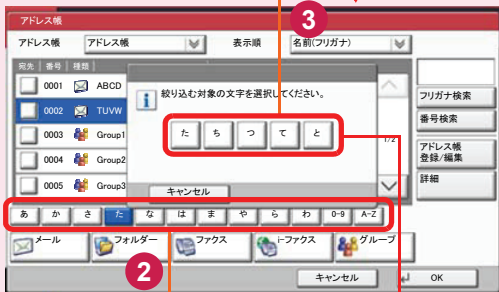 3
アドレス帳
アドレス帳 アドレス帳 表示順 名前(フリガナ)
宛先 番号 種類
0001 ABCD
0002 TUVW
0003 Group1
0004 Group2
0005 Group3
絞り込む対象の文字を選択してください。
た ち つ て と
キャンセル
1/2
フリガナ検索
番号検索
アドレス帳
登録/編集
詳細
あ か さ た な は ま や ら わ 0-9 A-Z
メール フォルダー ファクス i-ファクス グループ
2
キャンセル OK